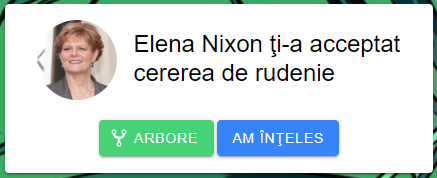 Elena Nixon ţi-a acceptat
cererea de rudenie
ARBORE
AM ÎNŢELES